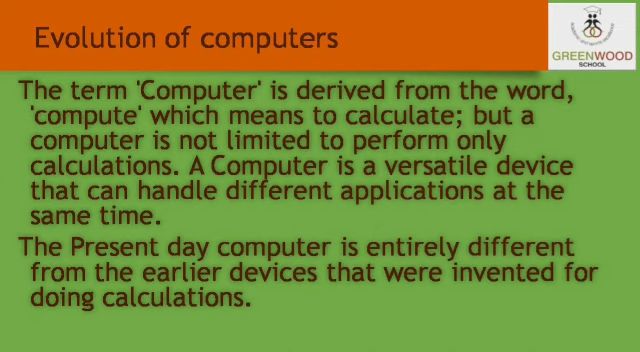 Evolution of computers
GREENWOOD
SCHOOL
The term 'Computer' is derived from the word,
'compute' which means to calculate; but a
computer is not limited to perform only
calculations. A Computer is a versatile device
that can handle different applications at the
same time.
The Present day computer is entirely different
from the earlier devices that were invented for
doing calculations.